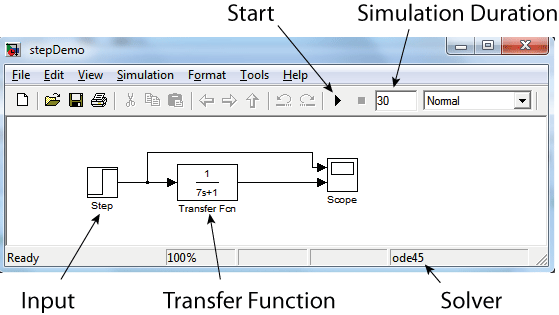 Start Simulation Duration
stepDemo
File Edit View Simulation Format Tools Help
30 Normal
1
7s+1
Step Transfer Fcn Scope
Ready 100% ode45
Input Transfer Function Solver